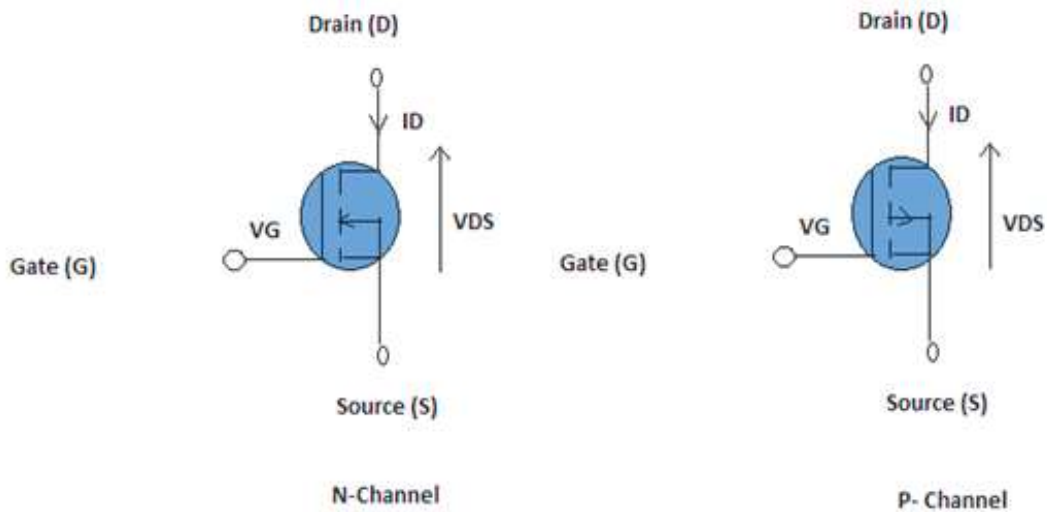 Drain (D)
ID
VG
VDS
Gate (G)
Source (S)
N-Channel
Drain (D)
ID
VG
VDS
Gate (G)
Source (S)
P- Channel